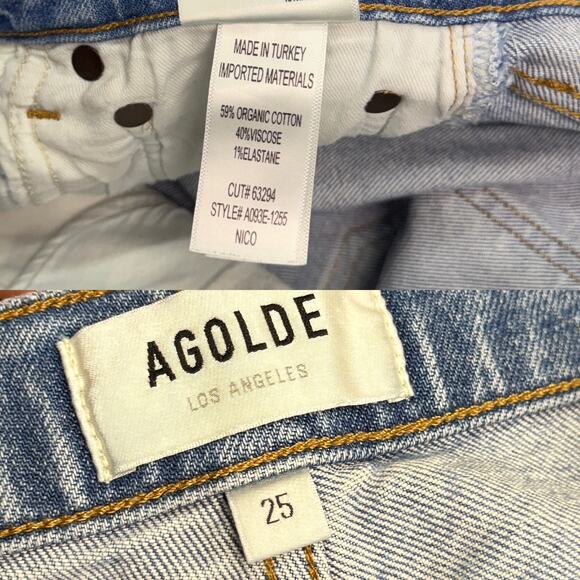 MADE IN TURKEY
IMPORTED MATERIALS
59% ORGANIC COTTON
40%VISCOSE
1%ELASTANE
CUT# 63294
STYLE# A093E-1255
NICO
AGOLDE
LOS ANGELES
25